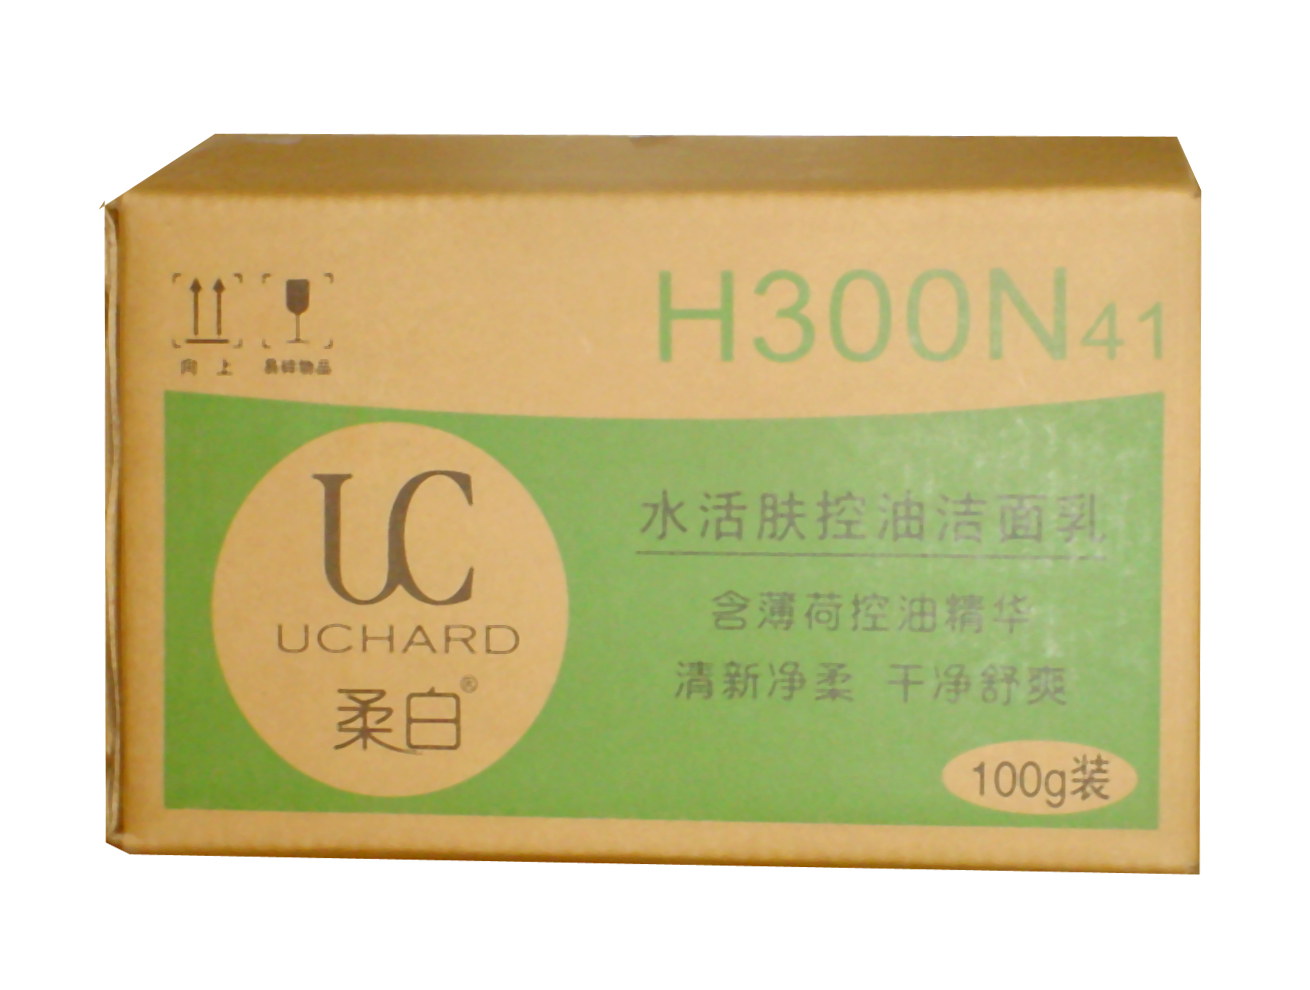 向上 易碎物品
H300N41
UC
UCHARD
柔白®
水活肤控油洁面乳
含薄荷控油精华
清新净柔 干净舒爽
100g装